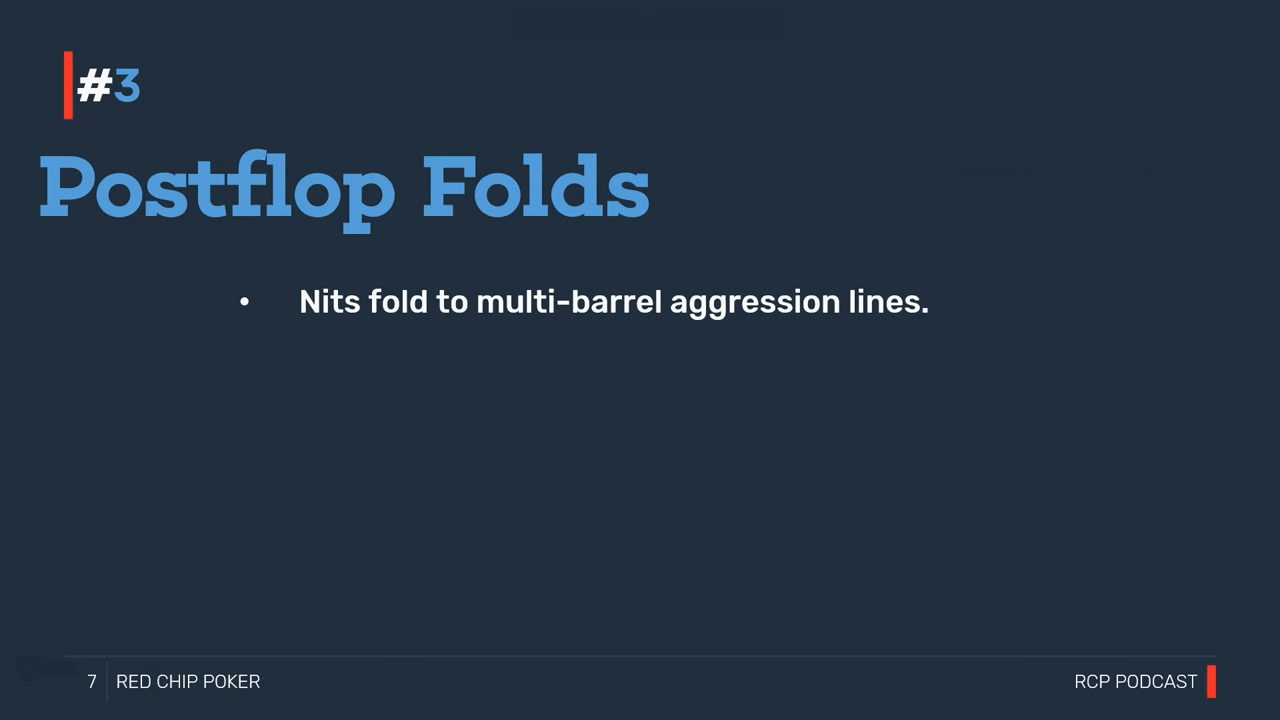 #3
Postflop Folds
• Nits fold to multi-barrel aggression lines.
7 RED CHIP POKER
RCP PODCAST